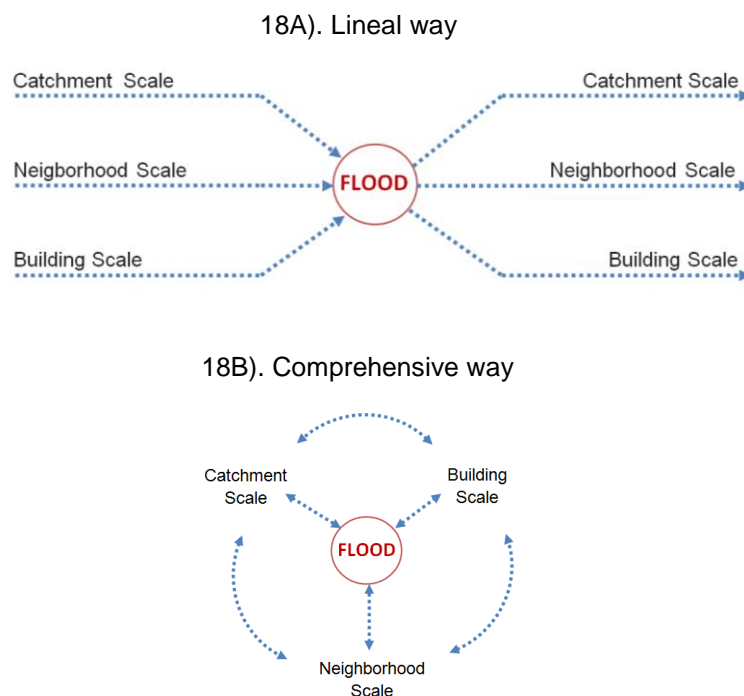 18A). Lineal way
Catchment Scale
Catchment Scale
Neigborhood Scale
FLOOD
Neighborhood Scale
Building Scale
Building Scale
18B). Comprehensive way
Catchment
Scale
Building
Scale
FLOOD
Neighborhood
Scale